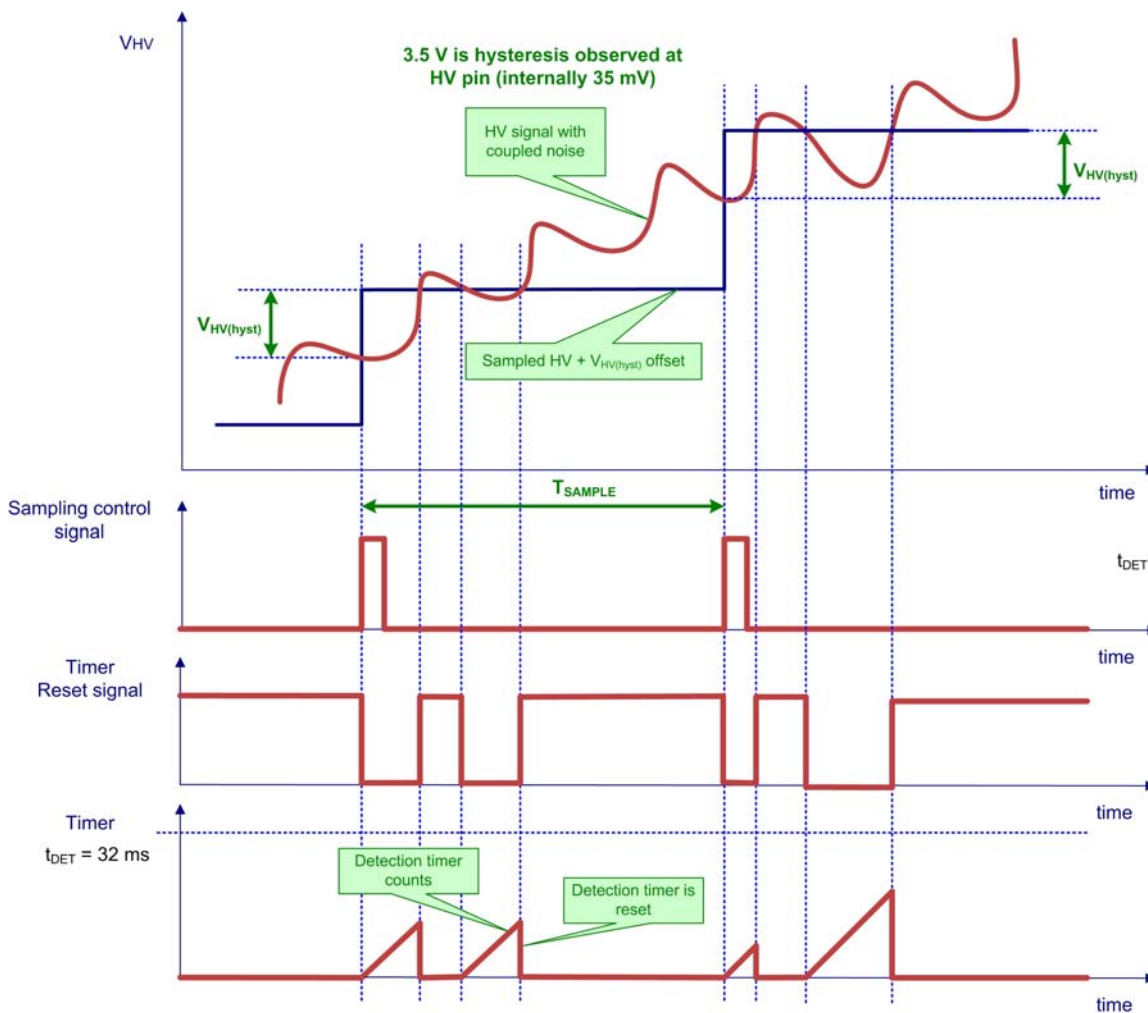 VHV
3.5 V is hysteresis observed at
HV pin (internally 35 mV)
HV signal with
coupled noise
VHV(hyst)
VHV(hyst)
Sampled HV + VHV(hyst) offset
time
Sampling control
signal
TSAMPLE
tDET
time
Timer
Reset signal
time
Timer
tDET = 32 ms
Detection timer
counts
Detection timer is
reset
time